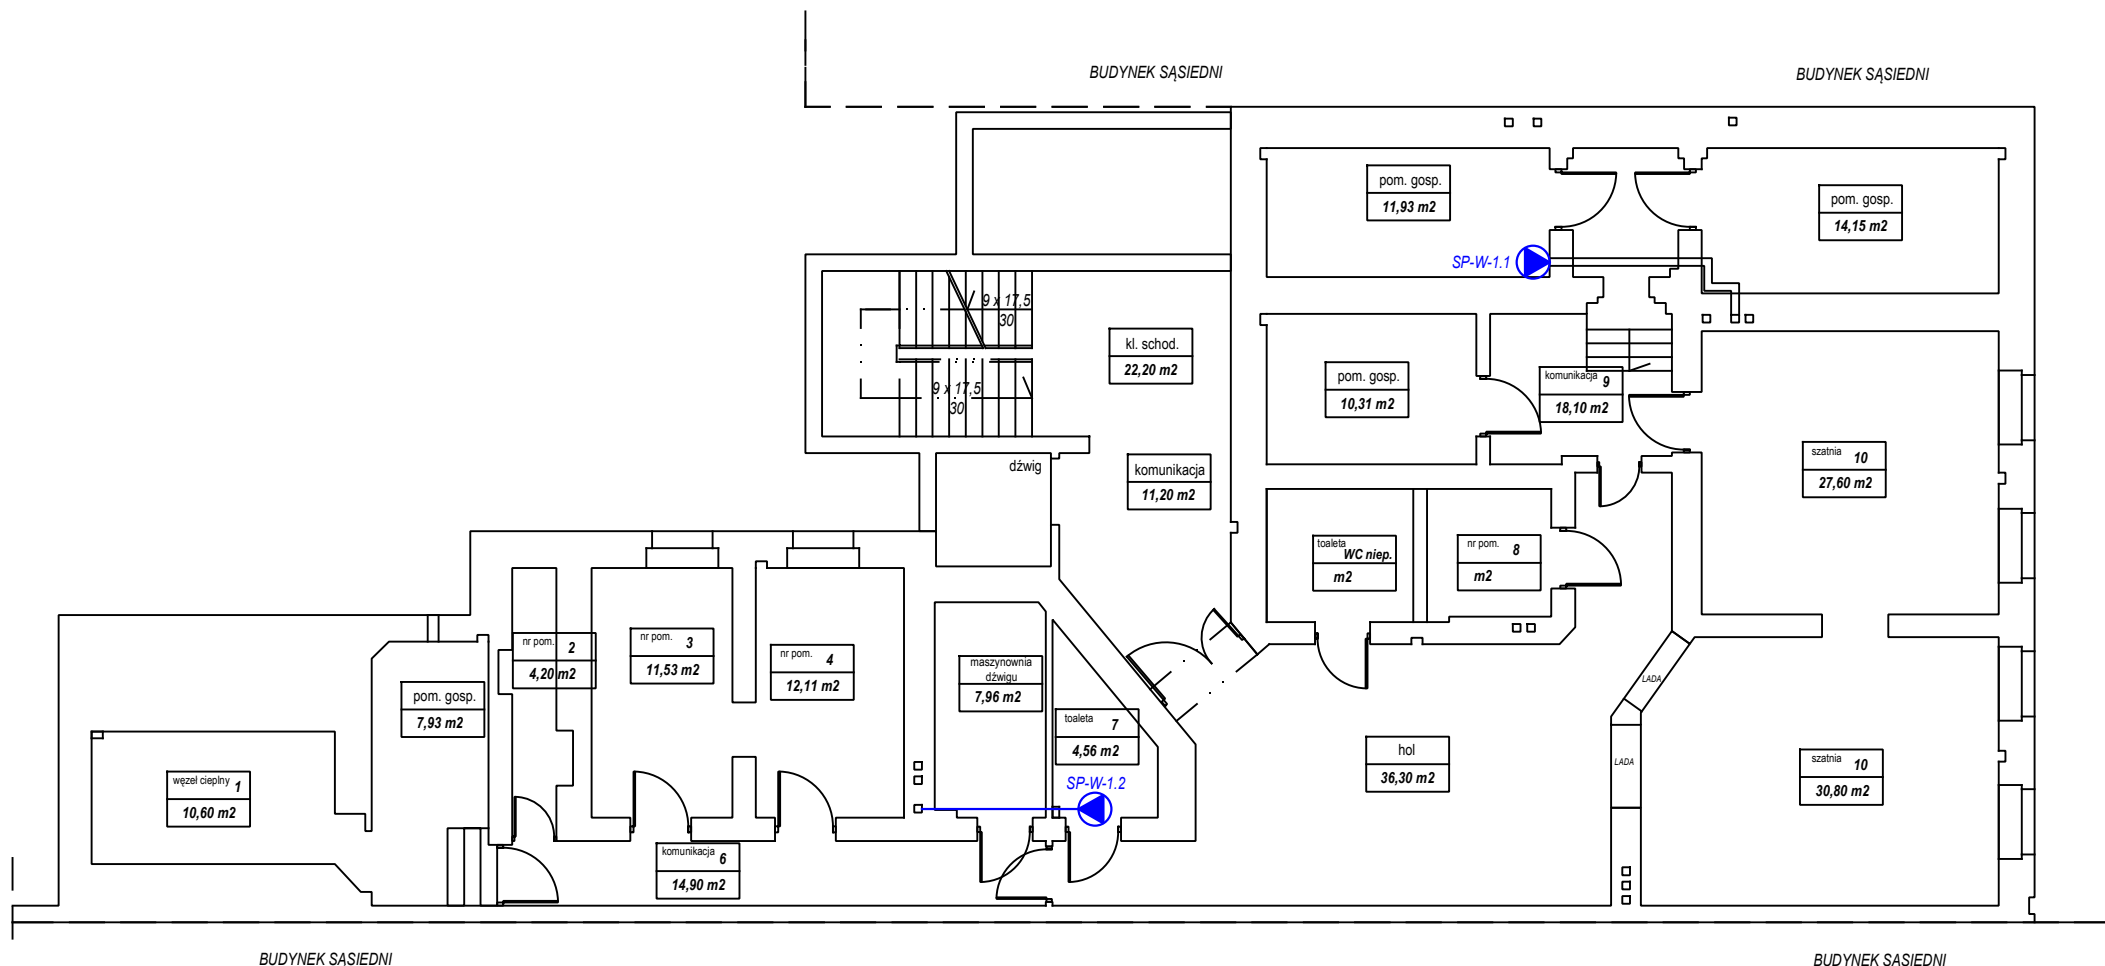 BUDYNEK SĄSIEDNI
BUDYNEK SĄSIEDNI
pom. gosp.
11,93 m2
pom. gosp.
14,15 m2
SP-W-1.1
9 x 17,5
30
kl. schod.
22,20 m2
9 x 17,5
30
pom. gosp.
10,31 m2
komunikacja 9
18,10 m2
dźwig
komunikacja
11,20 m2
szatnia 10
27,60 m2
toaleta WC niep.
m2
nr pom. 8
m2
nr pom. 2
4,20 m2
nr pom. 3
11,53 m2
nr pom. 4
12,11 m2
maszynownia
dźwigu
7,96 m2
pom. gosp.
7,93 m2
LADA
toaleta 7
4,56 m2
hol
36,30 m2
LADA
szatnia 10
30,80 m2
węzeł cieplny 1
10,60 m2
SP-W-1.2
komunikacja 6
14,90 m2
BUDYNEK SĄSIEDNI
BUDYNEK SĄSIEDNI